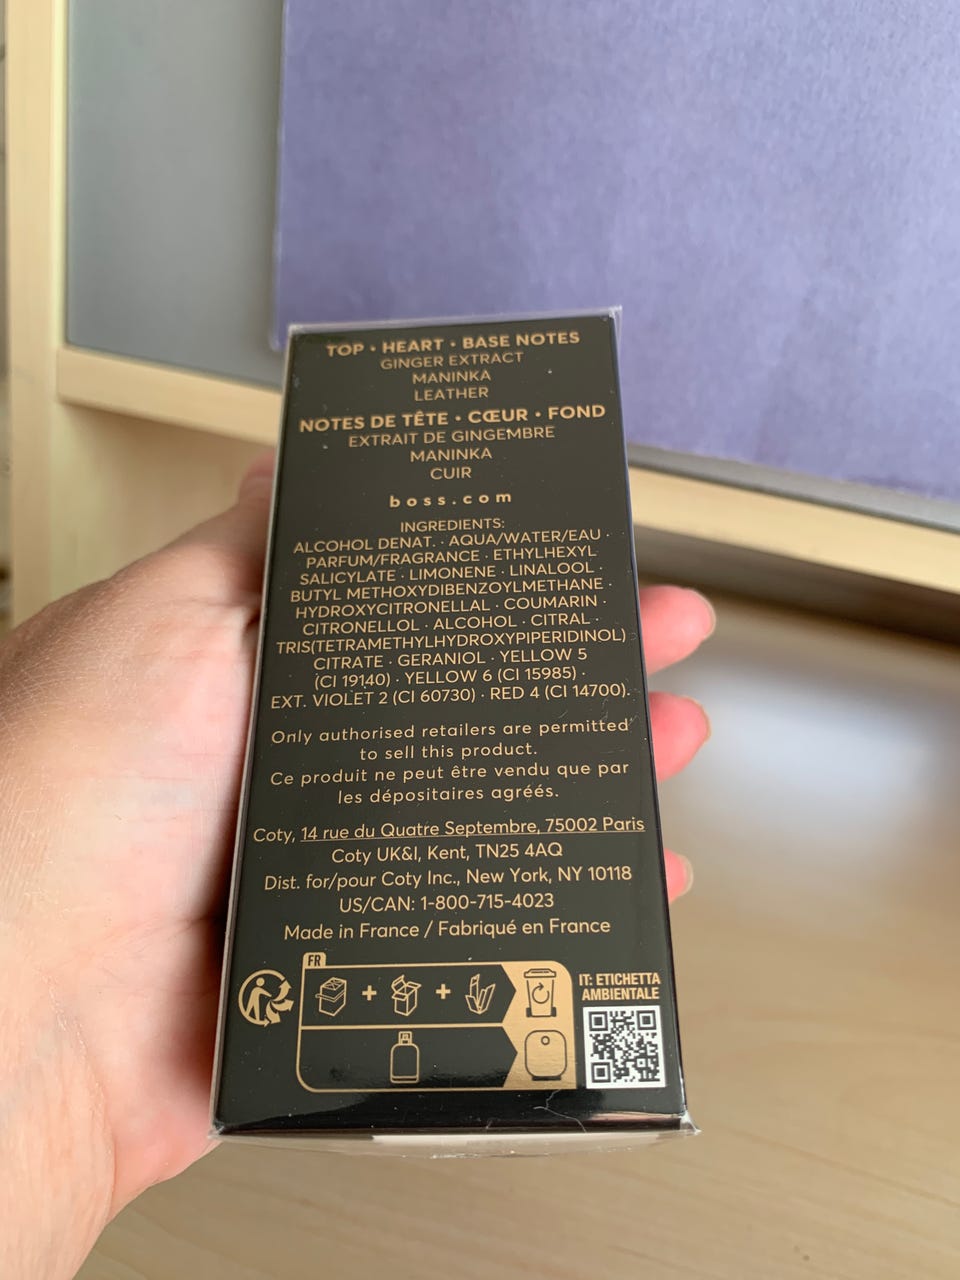 TOP • HEART • BASE NOTES
GINGER EXTRACT
MANINKA
LEATHER
NOTES DE TÊTE • CŒUR • FOND
EXTRAIT DE GINGEMBRE
MANINKA
CUIR
boss.com
INGREDIENTS:
ALCOHOL DENAT. · AQUA/WATER/EAU ·
PARFUM/FRAGRANCE · ETHYLHEXYL
SALICYLATE · LIMONENE · LINALOOL ·
BUTYL METHOXYDIBENZOYLMETHANE ·
HYDROXYCITRONELLAL · COUMARIN ·
CITRONELLOL · ALCOHOL · CITRAL ·
TRIS(TETRAMETHYLHYDROXYPIPERIDINOL)
CITRATE · GERANIOL · YELLOW 5
(CI 19140) · YELLOW 6 (CI 15985) ·
EXT. VIOLET 2 (CI 60730) · RED 4 (CI 14700).
Only authorised retailers are permitted
to sell this product.
Ce produit ne peut être vendu que par
les dépositaires agréés.
Coty, 14 rue du Quatre Septembre, 75002 Paris
Coty UK&I, Kent, TN25 4AQ
Dist. for/pour Coty Inc., New York, NY 10118
US/CAN: 1-800-715-4023
Made in France / Fabriqué en France
FR
IT: ETICHETTA
AMBIENTALE